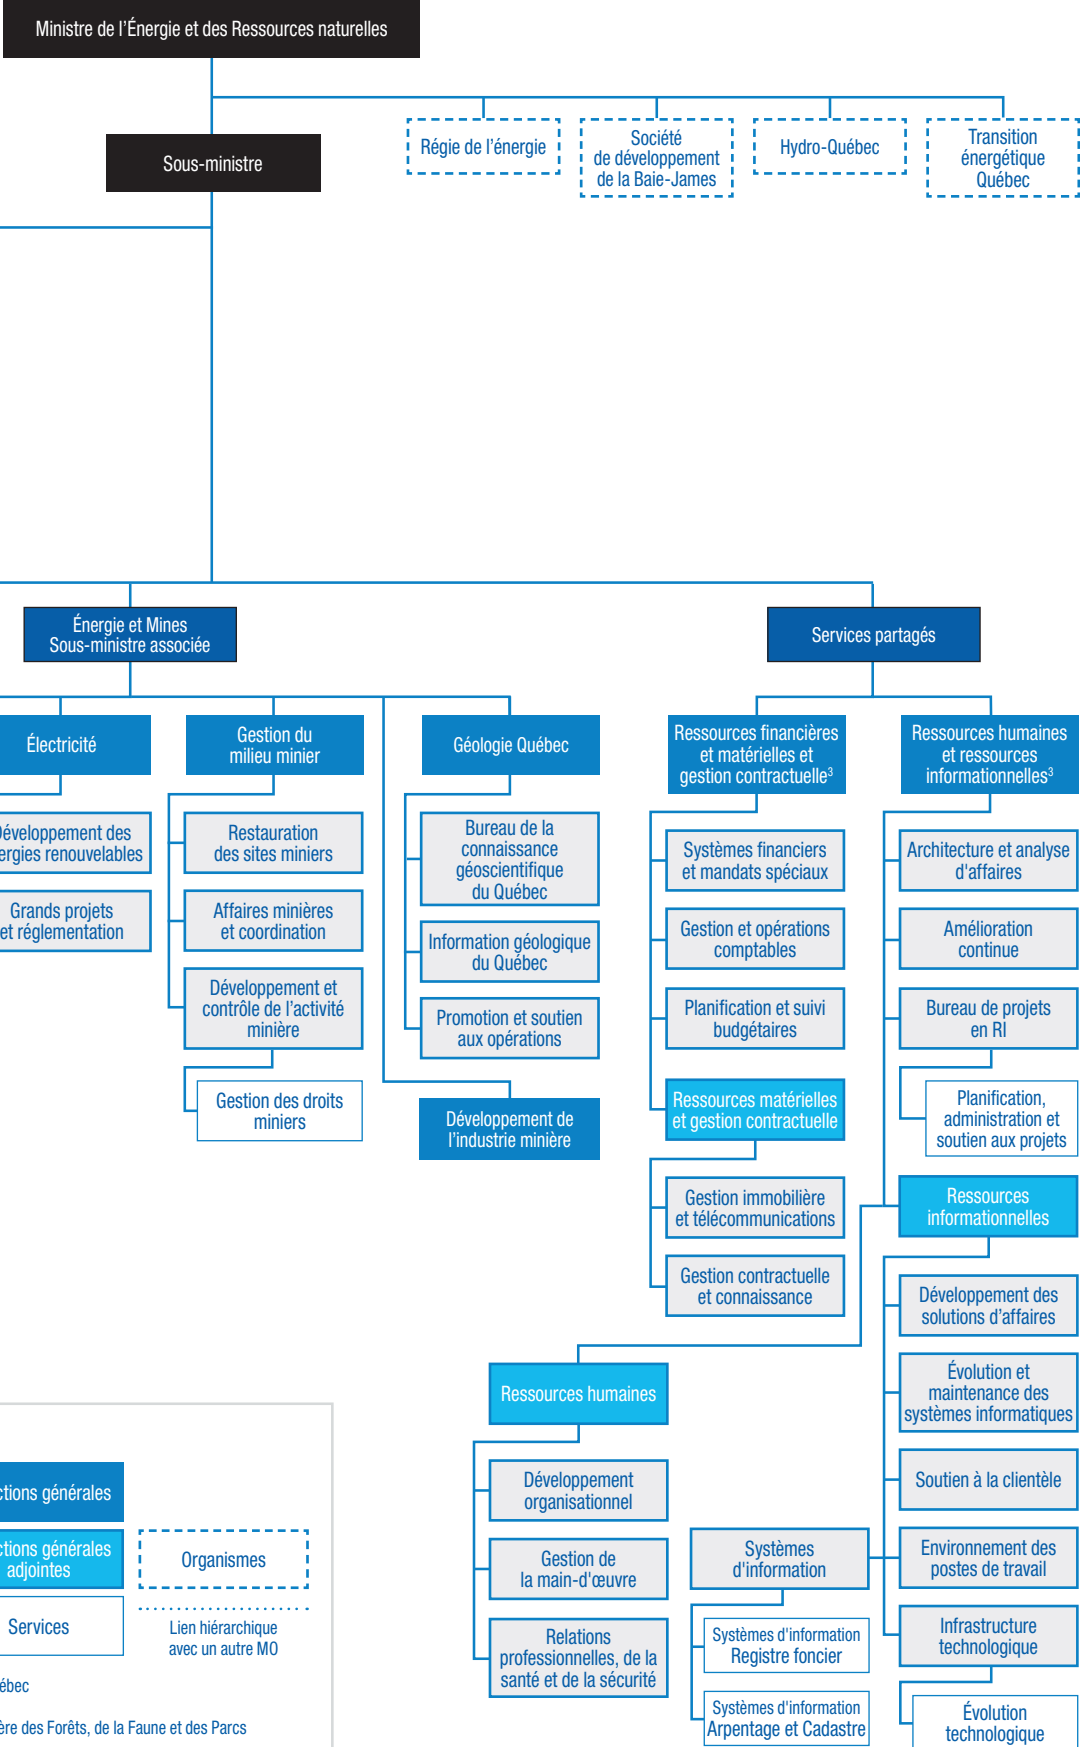 Ministre de l'Énergie et des Ressources naturelles
Sous-ministre
Régie de l'énergie
Société
de développement
de la Baie-James
Hydro-Québec
Transition
énergétique
Québec
Énergie et Mines
Sous-ministre associée
Services partagés
Électricité
Gestion du
milieu minier
Géologie Québec
Ressources financières
et matérielles et
gestion contractuelle³
Ressources humaines
et ressources
informationnelles³
Développement des
ergies renouvelables
Grands projets
et réglementation
Restauration
des sites miniers
Affaires minières
et coordination
Développement et
contrôle de l'activité
minière
Gestion des droits
miniers
Bureau de la
connaissance
géoscientifique
du Québec
Information géologique
du Québec
Promotion et soutien
aux opérations
Développement de
l'industrie minière
Systèmes financiers
et mandats spéciaux
Gestion et opérations
comptables
Planification et suivi
budgétaires
Ressources matérielles
et gestion contractuelle
Gestion immobilière
et télécommunications
Gestion contractuelle
et connaissance
Architecture et analyse
d'affaires
Amélioration
continue
Bureau de projets
en RI
Planification,
administration et
soutien aux projets
Ressources
informationnelles
Développement des
solutions d'affaires
Évolution et
maintenance des
systèmes informatiques
Soutien à la clientèle
Environnement des
postes de travail
Infrastructure
technologique
Évolution
technologique
Ressources humaines
Développement
organisationnel
Gestion de
la main-d'œuvre
Relations
professionnelles, de la
santé et de la sécurité
Systèmes
d'information
Systèmes d'information
Registre foncier
Systèmes d'information
Arpentage et Cadastre
ctions générales
ctions générales
adjointes
Organismes
Services
Lien hiérarchique
avec un autre MO
ébec
ère des Forêts, de la Faune et des Parcs